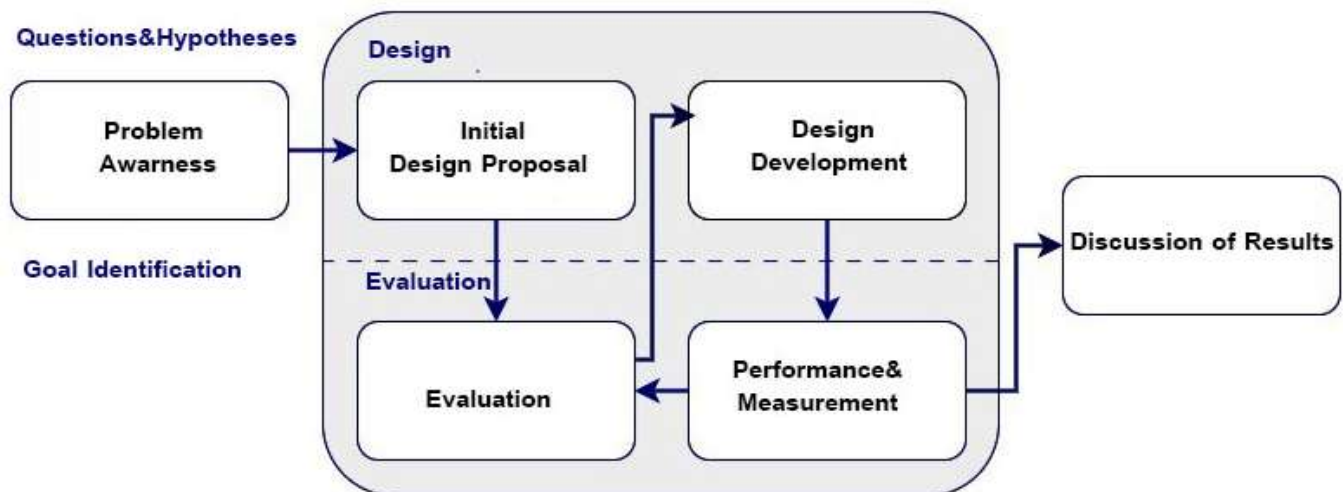 Questions&Hypotheses
Problem
Awarness
Goal Identification
Design
Initial
Design Proposal
Design
Development
Evaluation
Evaluation
Performance&
Measurement
Discussion of Results